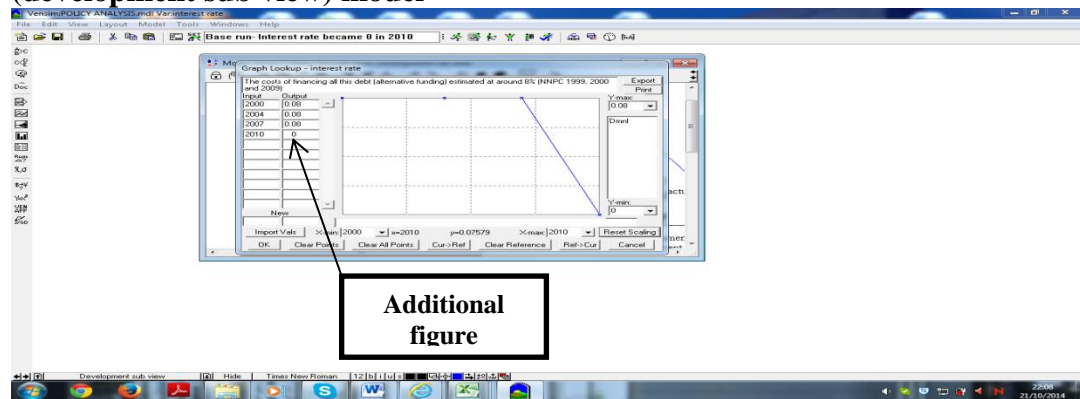 (development sub view) model
Vensim:POLICY ANALYSIS.mdl Var:interest rate
File Edit View Layout Model Tools Windows Help
Base run- Interest rate became 0 in 2010
Doc
Graph Lookup - interest rate
The costs of financing all this debt (alternative funding) estimated at around 8% (NNPC 1999, 2000 and 2009)
Export
Print
Input Output
Y-max:
2000 0.08
0.08
2004 0.08
Dmnl
2007 0.08
2010 0
Y-min:
0
New
Import Vals X-min: 2000 x=2010 y=0.07579 X-max: 2010 Reset Scaling
OK Clear Points Clear All Points Cur->Ref Clear Reference Ref->Cur Cancel
Additional
figure
Development sub view Hide Times New Roman 12 b i u s
22:08
21/10/2014